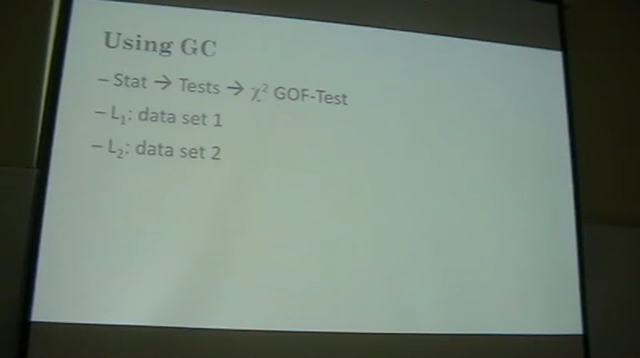 Using GC
– Stat → Tests → χ² GOF-Test
– L₁: data set 1
– L₂: data set 2